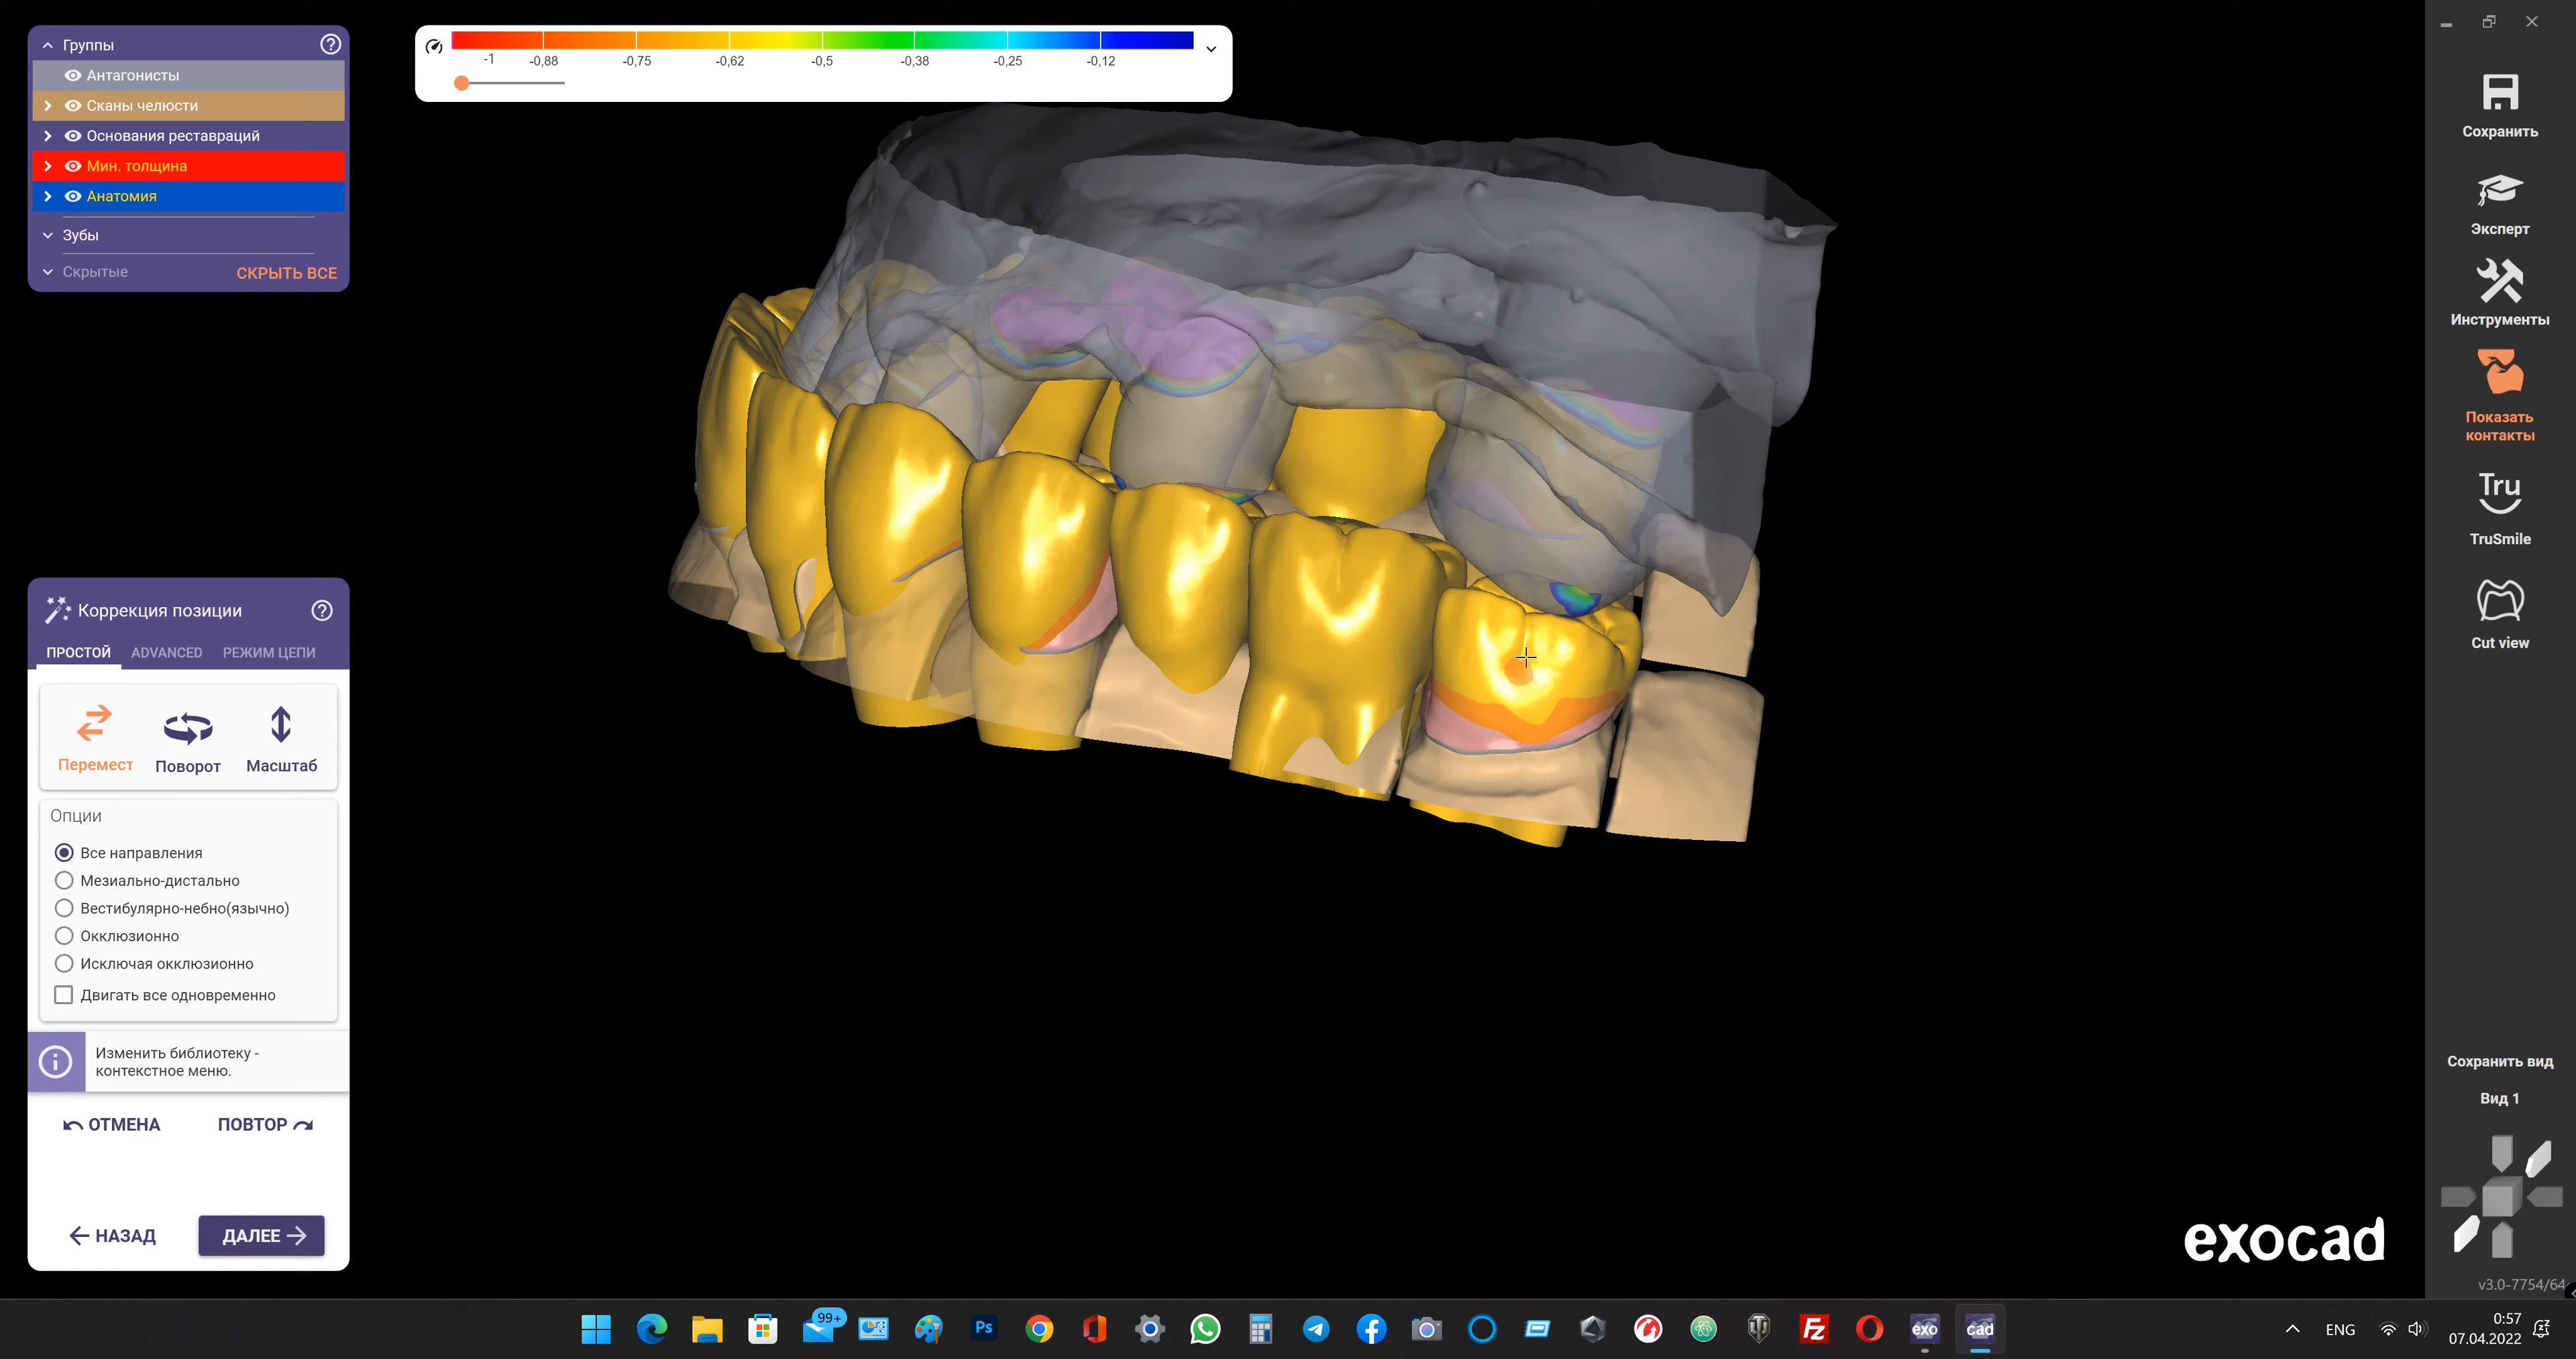 Группы
Антагонисты
Сканы челюсти
Основания реставраций
Мин. толщина
Анатомия
Зубы
Скрытые СКРЫТЬ ВСЕ
-1 -0,88 -0,75 -0,62 -0,5 -0,38 -0,25 -0,12
Сохранить
Эксперт
Инструменты
Показать
контакты
Tru
TruSmile
Cut view
Коррекция позиции
ПРОСТОЙ ADVANCED РЕЖИМ ЦЕПИ
Перемест Поворот Масштаб
Опции
Все направления
Мезиально-дистально
Вестибулярно-небно(язычно)
Окклюзионно
Исключая окклюзионно
Двигать все одновременно
Изменить библиотеку -
контекстное меню.
ОТМЕНА ПОВТОР
НАЗАД ДАЛЕЕ
Сохранить вид
Вид 1
exocad
v3.0-7754/64
99+
Ps
Fz
exo
cad
ENG
0:57
07.04.2022